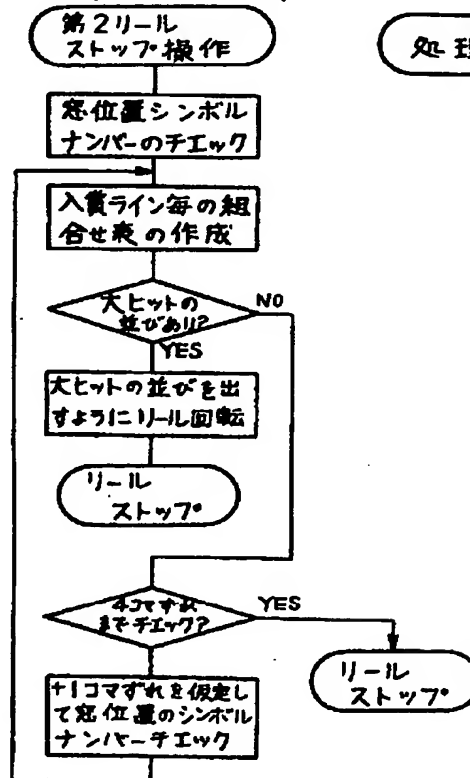 第2リール
ストップ操作
処理
窓位置シンボル
ナンバーのチエック
入賞ライン毎の組
合せ表の作成
大ヒットの
並びあり?
NO
YES
大ヒットの並びを出
すようにリール回転
リール
ストップ
4コマずれ
までチエック?
YES
リール
ストップ
+1コマずれを仮定し
て窓位置のシンボル
ナンバーチエック